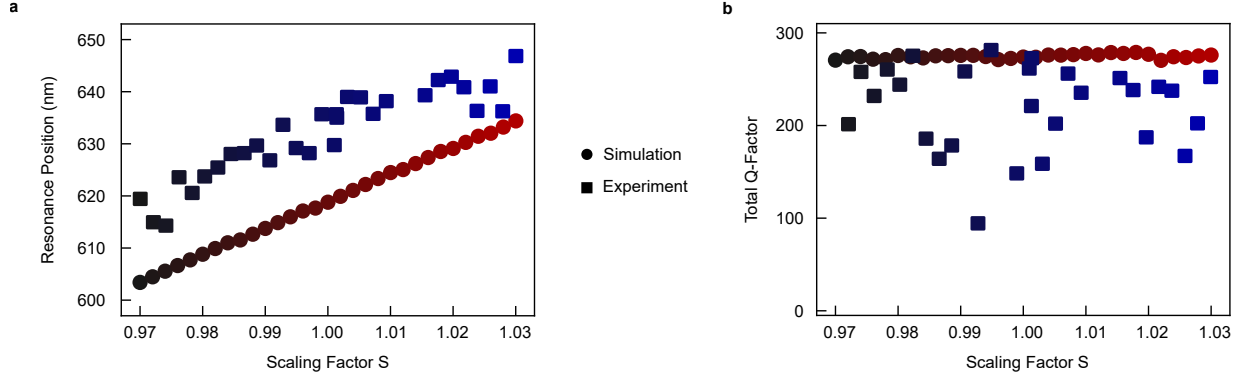 a
650
640
630
620
610
600
Resonance Position (nm)
0.97 0.98 0.99 1.00 1.01 1.02 1.03
Scaling Factor S
Simulation
Experiment
b
300
200
100
0
Total Q-Factor
0.97 0.98 0.99 1.00 1.01 1.02 1.03
Scaling Factor S